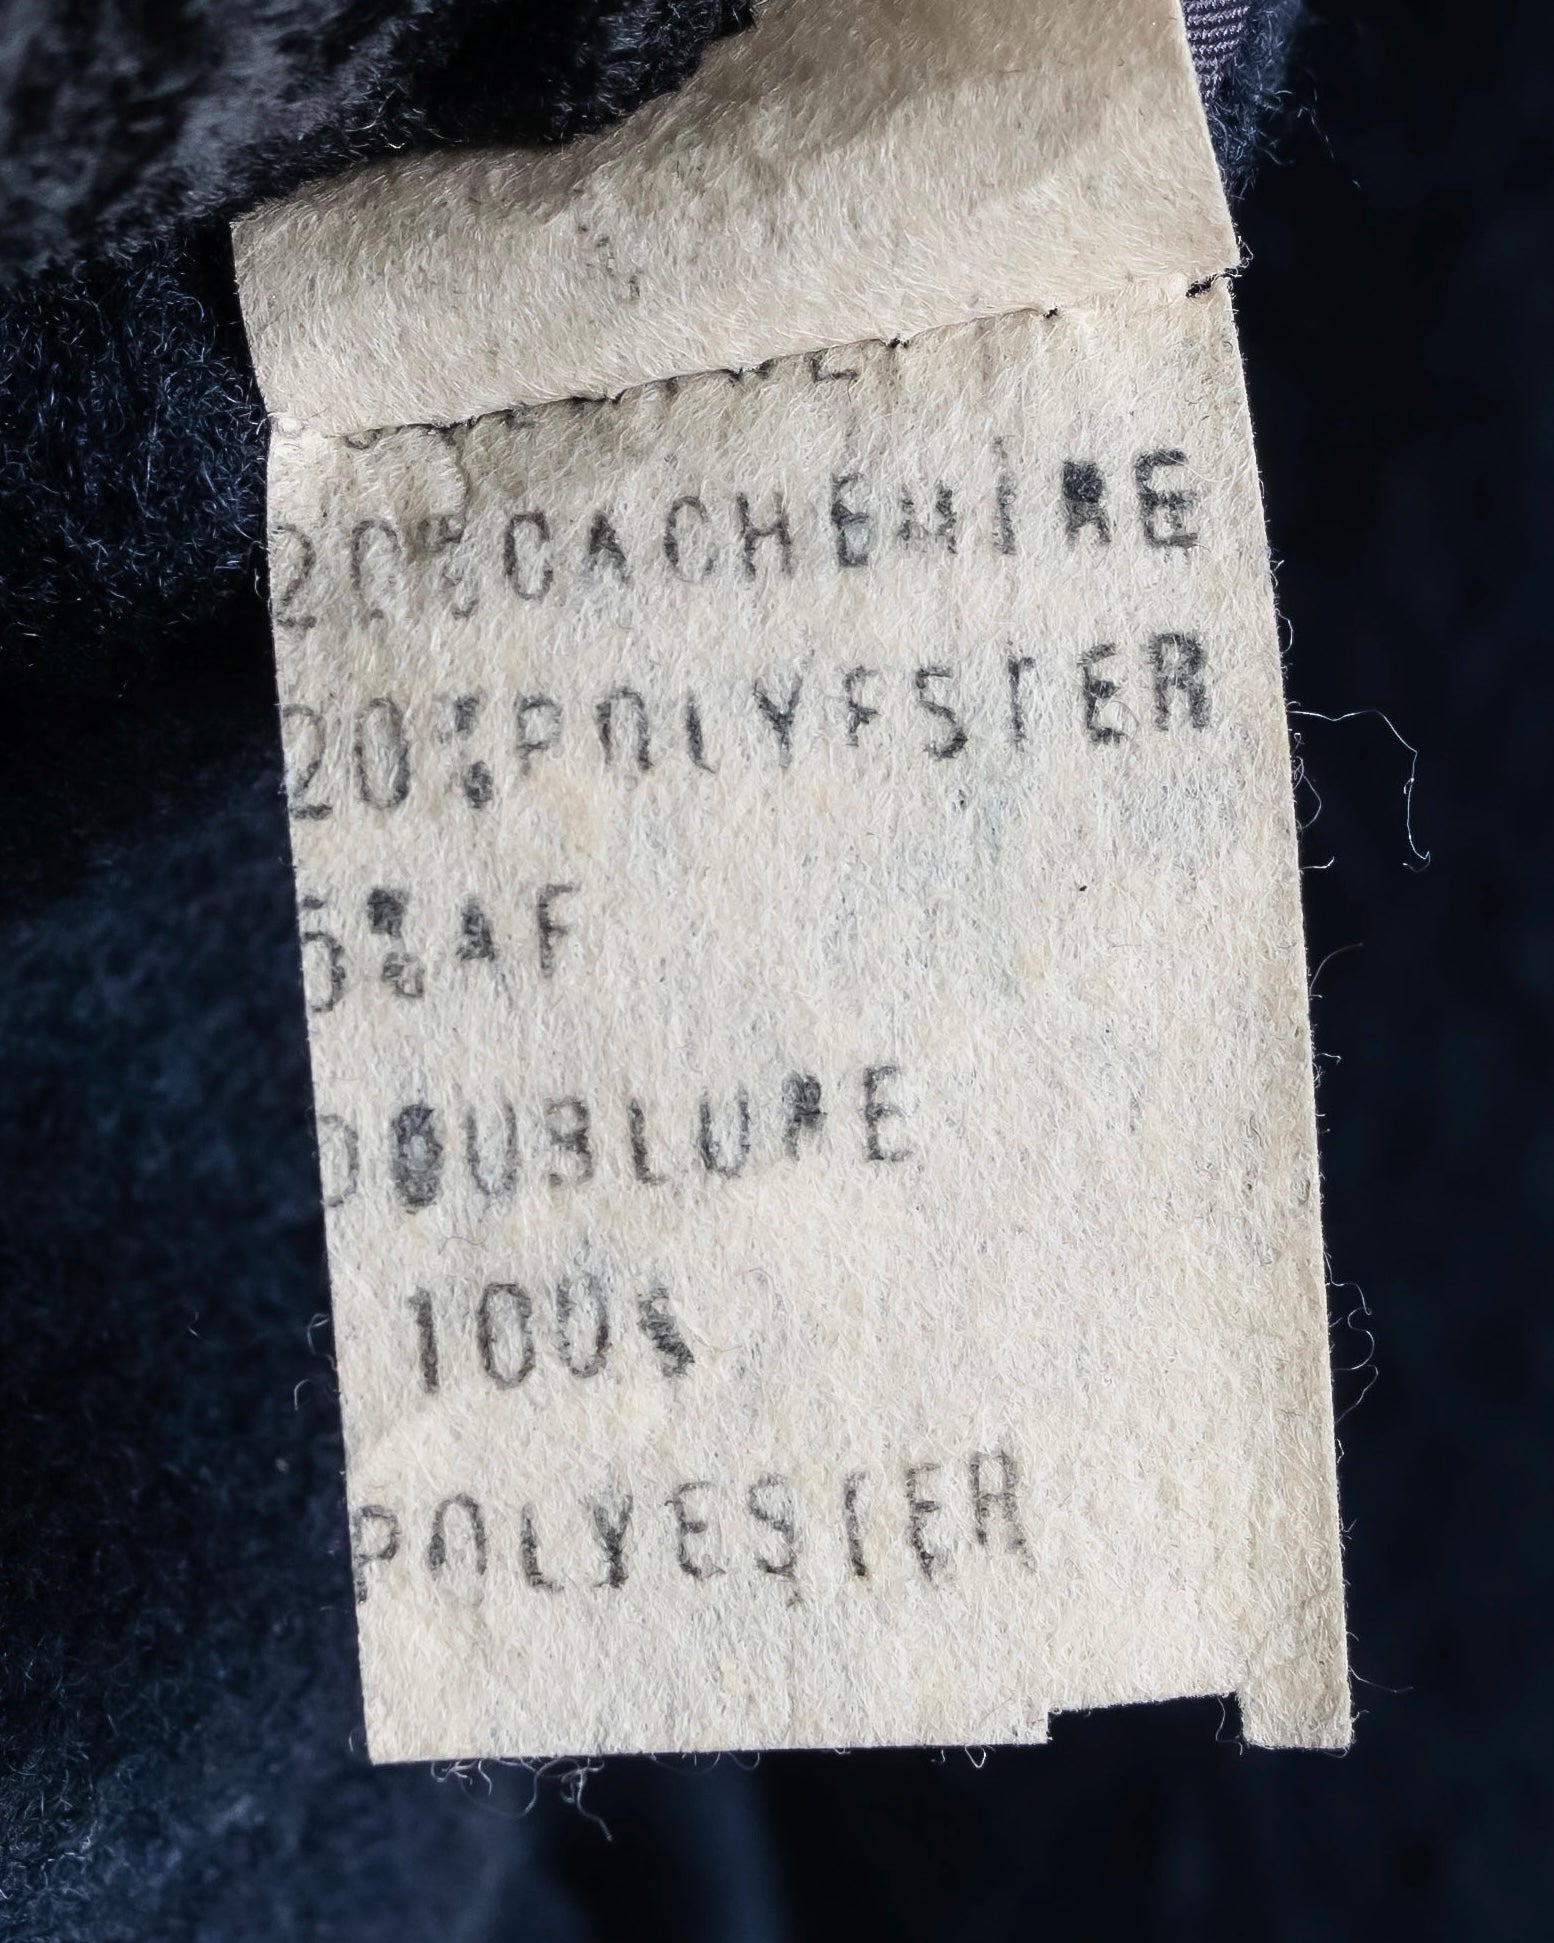 20%CACHEMIRE
20%POLYESTER
5%AF
DOUBLURE
100%
POLYESTER